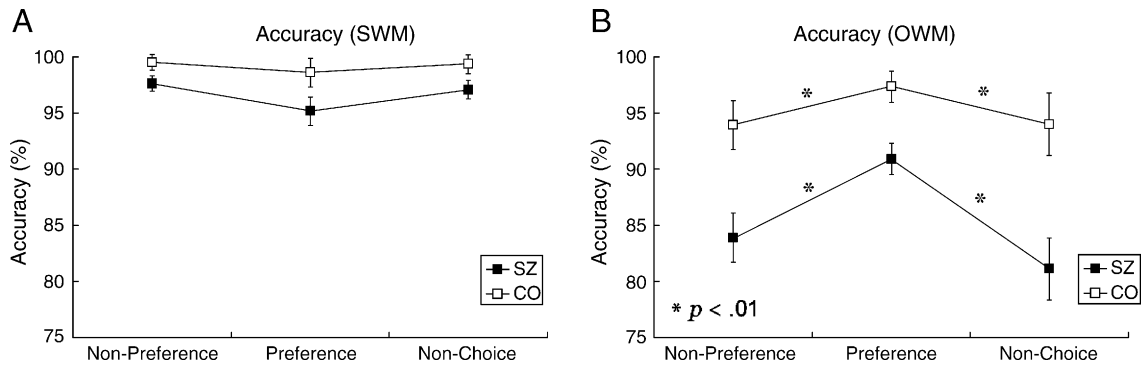 A
Accuracy (SWM)
Accuracy (%)
100
95
90
85
80
75
SZ
CO
Non-Preference Preference Non-Choice
B
Accuracy (OWM)
Accuracy (%)
100
95
90
85
80
75
*
*
*
*
SZ
CO
* p < .01
Non-Preference Preference Non-Choice